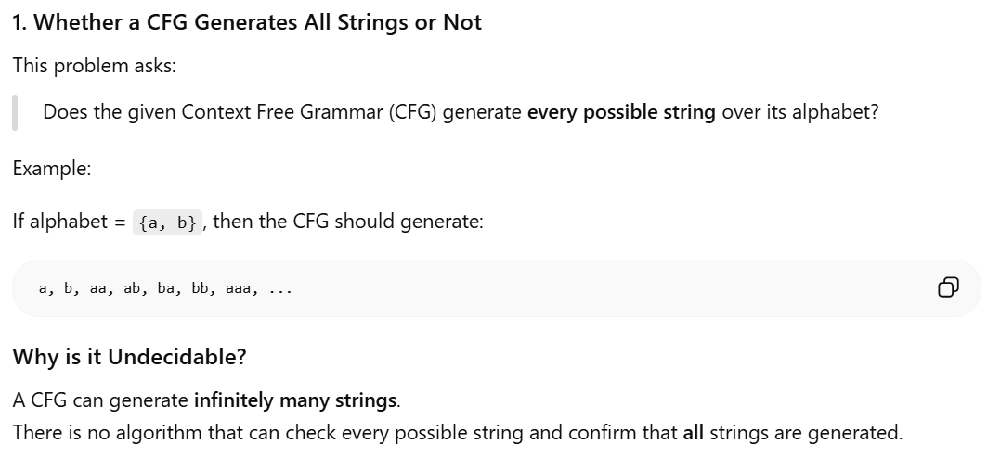 1. Whether a CFG Generates All Strings or Not
This problem asks:
Does the given Context Free Grammar (CFG) generate every possible string over its alphabet?
Example:
If alphabet = {a, b}, then the CFG should generate:
a, b, aa, ab, ba, bb, aaa, ...
Why is it Undecidable?
A CFG can generate infinitely many strings.
There is no algorithm that can check every possible string and confirm that all strings are generated.